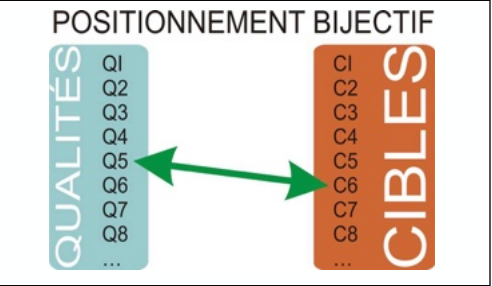 POSITIONNEMENT BIJECTIF
QUALITÉS
QI
Q2
Q3
Q4
Q5
Q6
Q7
Q8
...
CI
C2
C3
C4
C5
C6
C7
C8
...
CIBLES